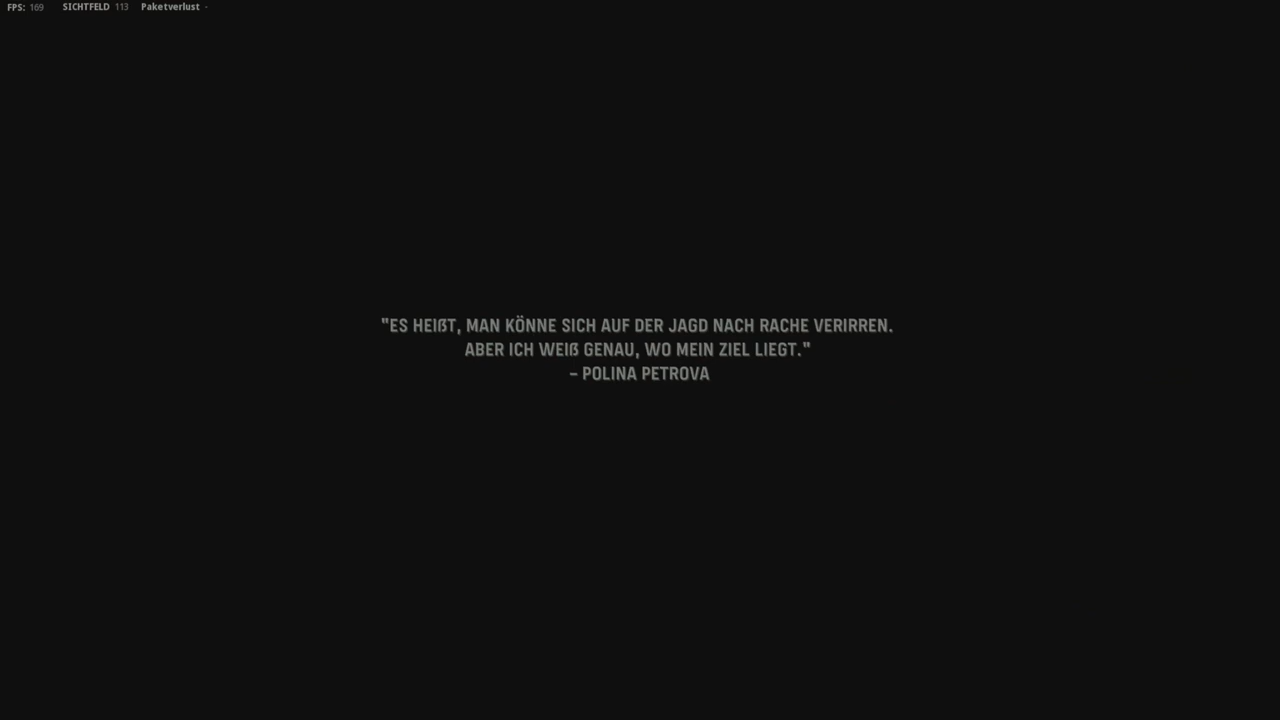 FPS: 169 SICHTFELD 113 Paketverlust -
"ES HEIßT, MAN KÖNNE SICH AUF DER JAGD NACH RACHE VERIRREN.
ABER ICH WEIß GENAU, WO MEIN ZIEL LIEGT."
– POLINA PETROVA